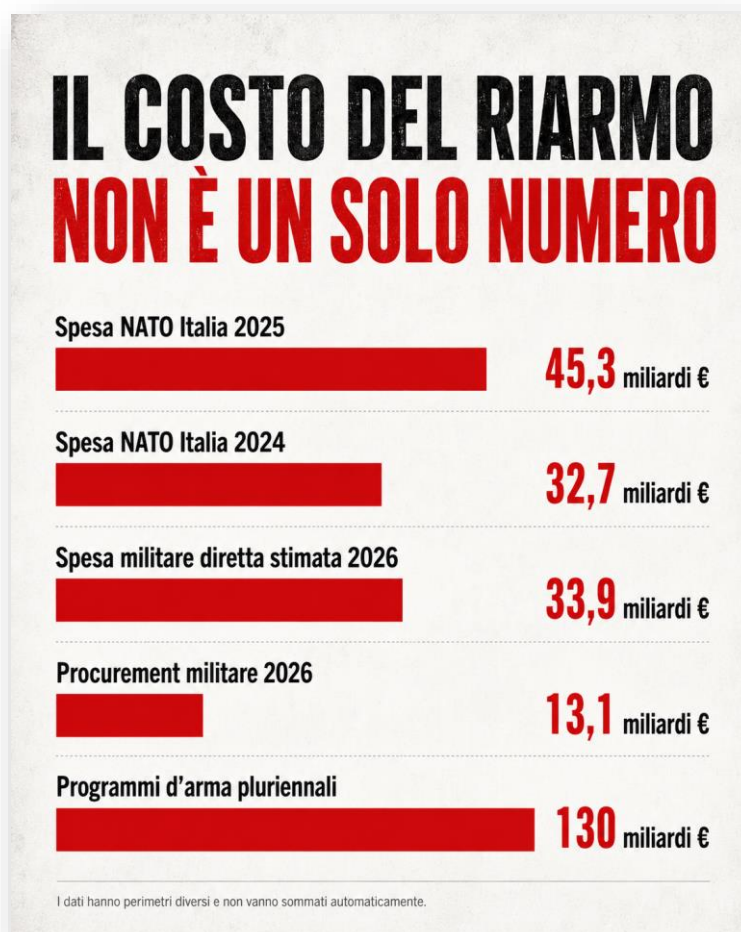 IL COSTO DEL RIARMO
NON È UN SOLO NUMERO
Spesa NATO Italia 2025
45,3 miliardi €
Spesa NATO Italia 2024
32,7 miliardi €
Spesa militare diretta stimata 2026
33,9 miliardi €
Procurement militare 2026
13,1 miliardi €
Programmi d’arma pluriennali
130 miliardi €
I dati hanno perimetri diversi e non vanno sommati automaticamente.